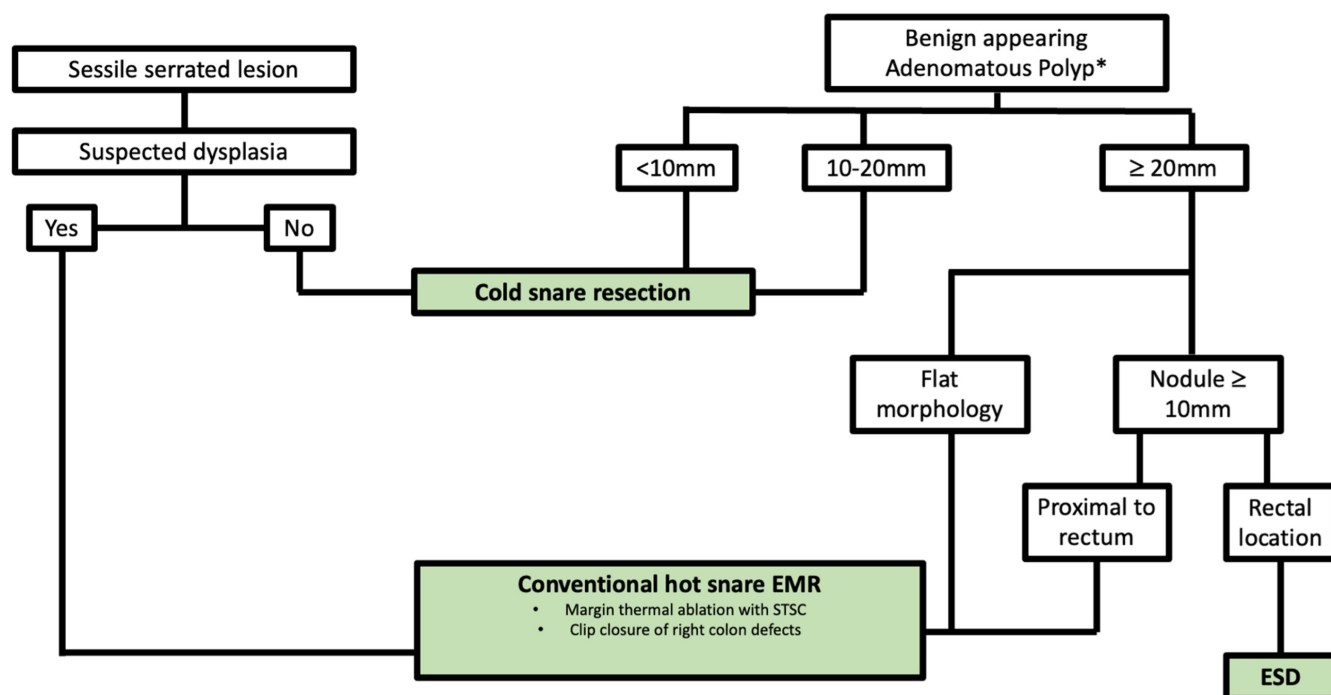 Sessile serrated lesion
Suspected dysplasia
Yes
No
Benign appearing
Adenomatous Polyp*
<10mm
10-20mm
≥ 20mm
Cold snare resection
Flat
morphology
Nodule ≥
10mm
Proximal to
rectum
Rectal
location
Conventional hot snare EMR
• Margin thermal ablation with STSC
• Clip closure of right colon defects
ESD